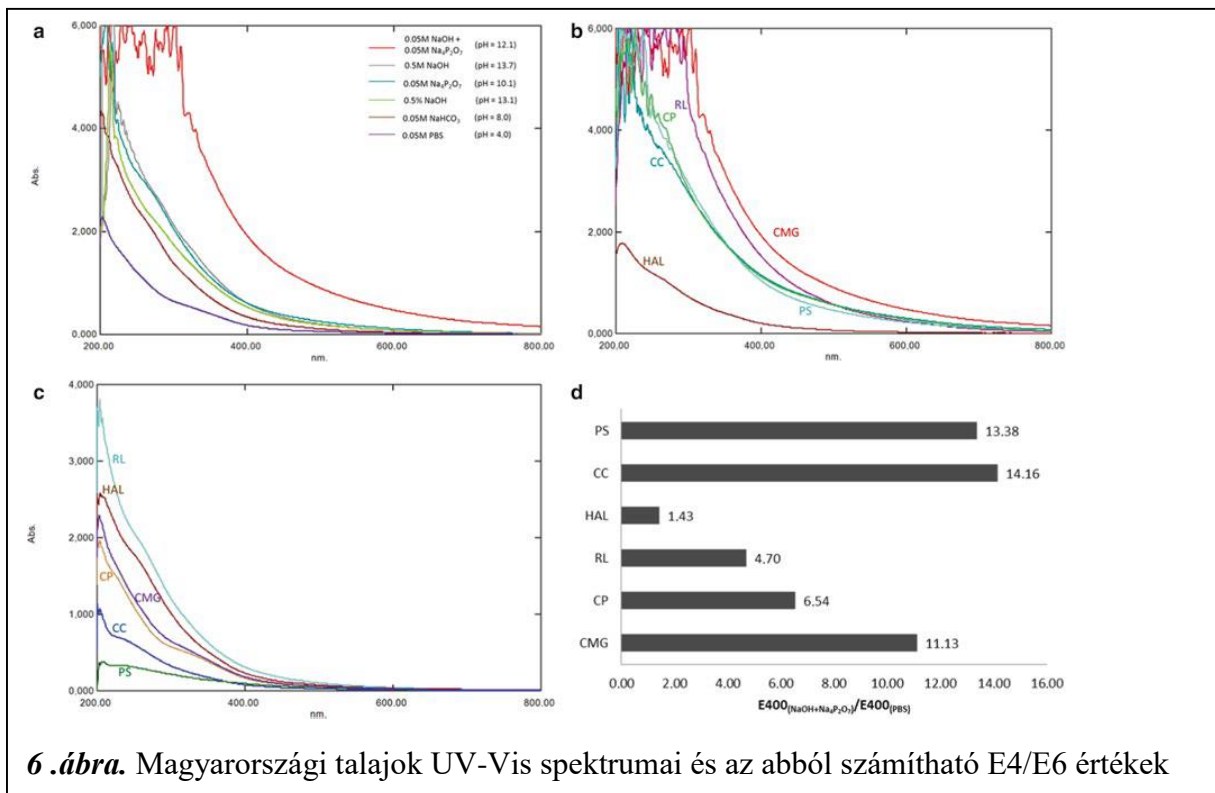 a
6,000
4,000
2,000
0,000
Abs.
200.00
400.00
600.00
800.00
nm.
0.05M NaOH +
0.05M Na₄P₂O₇ (pH = 12.1)
0.5M NaOH (pH = 13.7)
0.05M Na₄P₂O₇ (pH = 10.1)
0.5% NaOH (pH = 13.1)
0.05M NaHCO₃ (pH = 8.0)
0.05M PBS (pH = 4.0)
b
6,000
4,000
2,000
0,000
200.00
400.00
600.00
800.00
nm.
RL
CP
CC
CMG
HAL
PS
c
4,000
3,000
2,000
1,000
0,000
Abs.
200.00
400.00
600.00
800.00
nm.
RL
HAL
CP
CMG
CC
PS
d
PS 13.38
CC 14.16
HAL 1.43
RL 4.70
CP 6.54
CMG 11.13
0.00 2.00 4.00 6.00 8.00 10.00 12.00 14.00 16.00
E400(NaOH+Na₄P₂O₇)/E400(PBS)
6 .ábra. Magyarországi talajok UV-Vis spektrumai és az abból számítható E4/E6 értékek